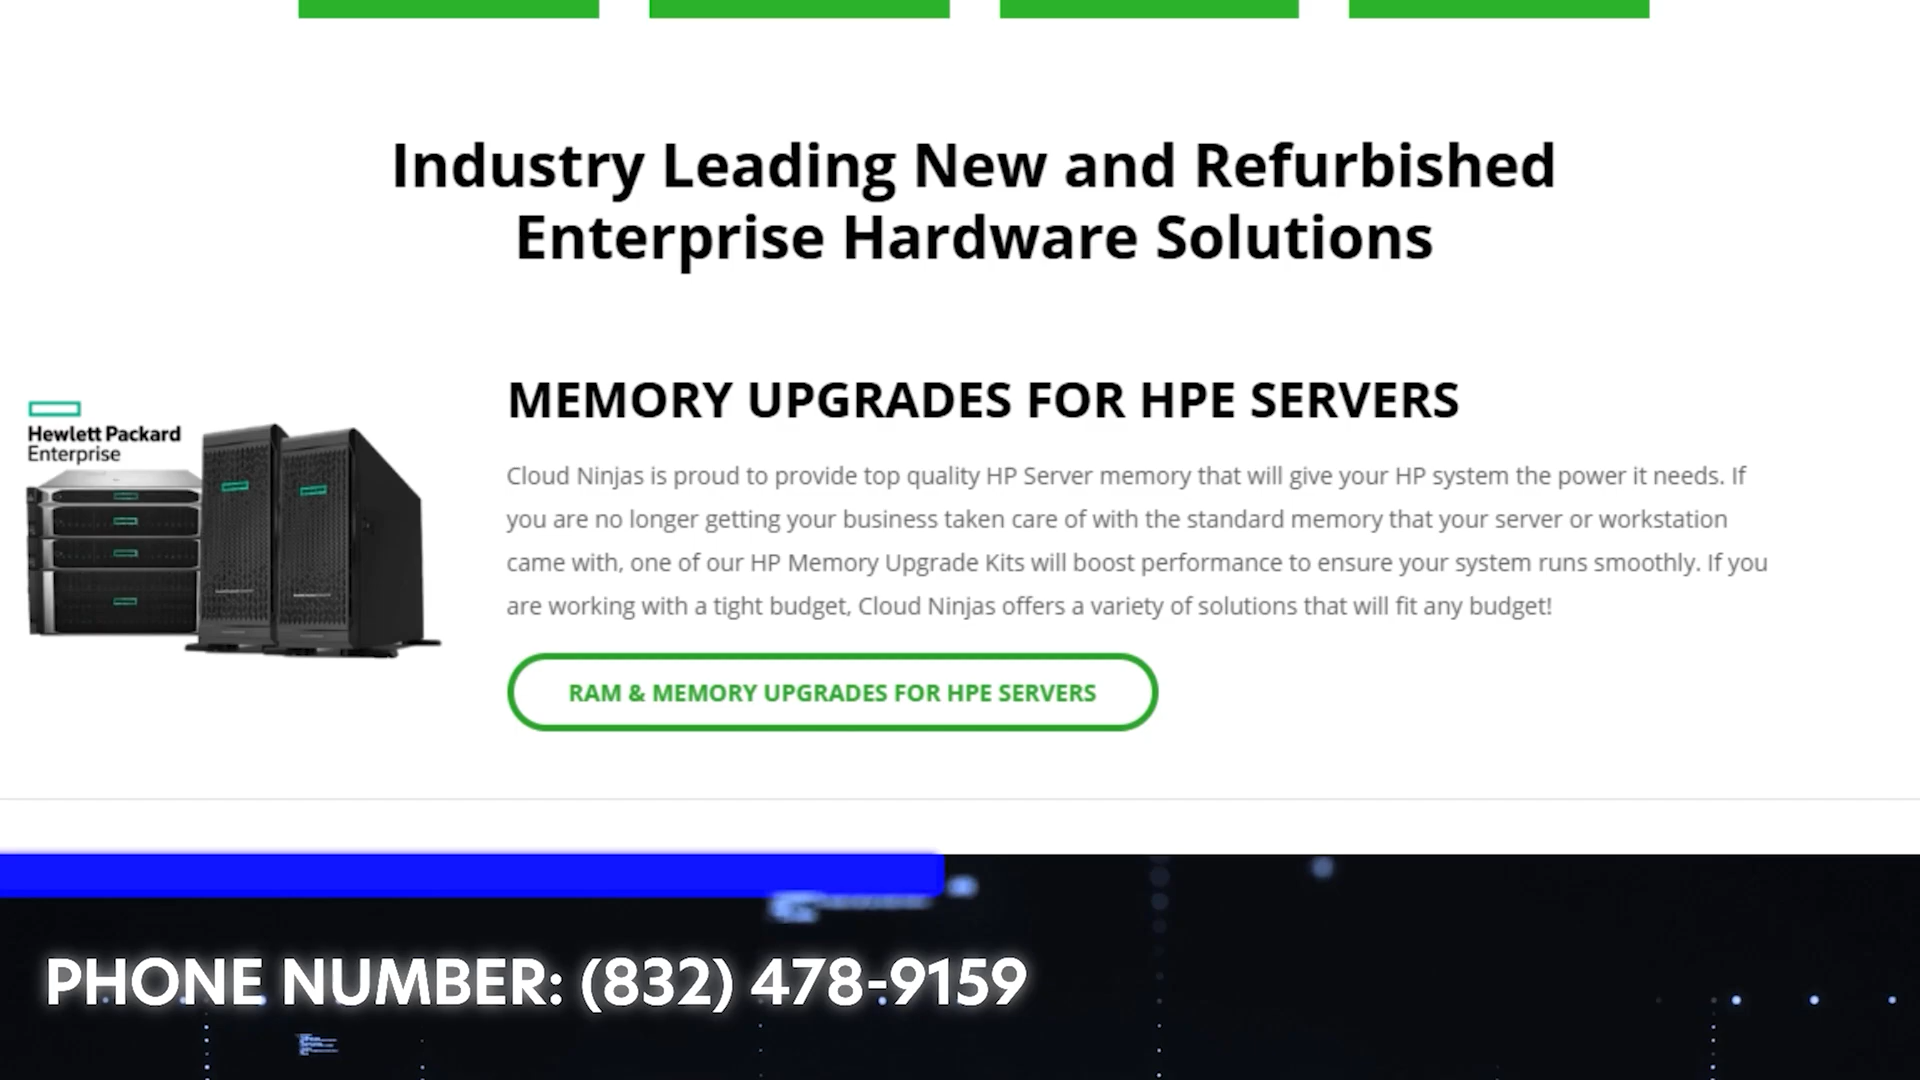 Industry Leading New and Refurbished
Enterprise Hardware Solutions
MEMORY UPGRADES FOR HPE SERVERS
Hewlett Packard
Enterprise
Cloud Ninjas is proud to provide top quality HP Server memory that will give your HP system the power it needs. If
you are no longer getting your business taken care of with the standard memory that your server or workstation
came with, one of our HP Memory Upgrade Kits will boost performance to ensure your system runs smoothly. If you
are working with a tight budget, Cloud Ninjas offers a variety of solutions that will fit any budget!
RAM & MEMORY UPGRADES FOR HPE SERVERS
PHONE NUMBER: (832) 478-9159